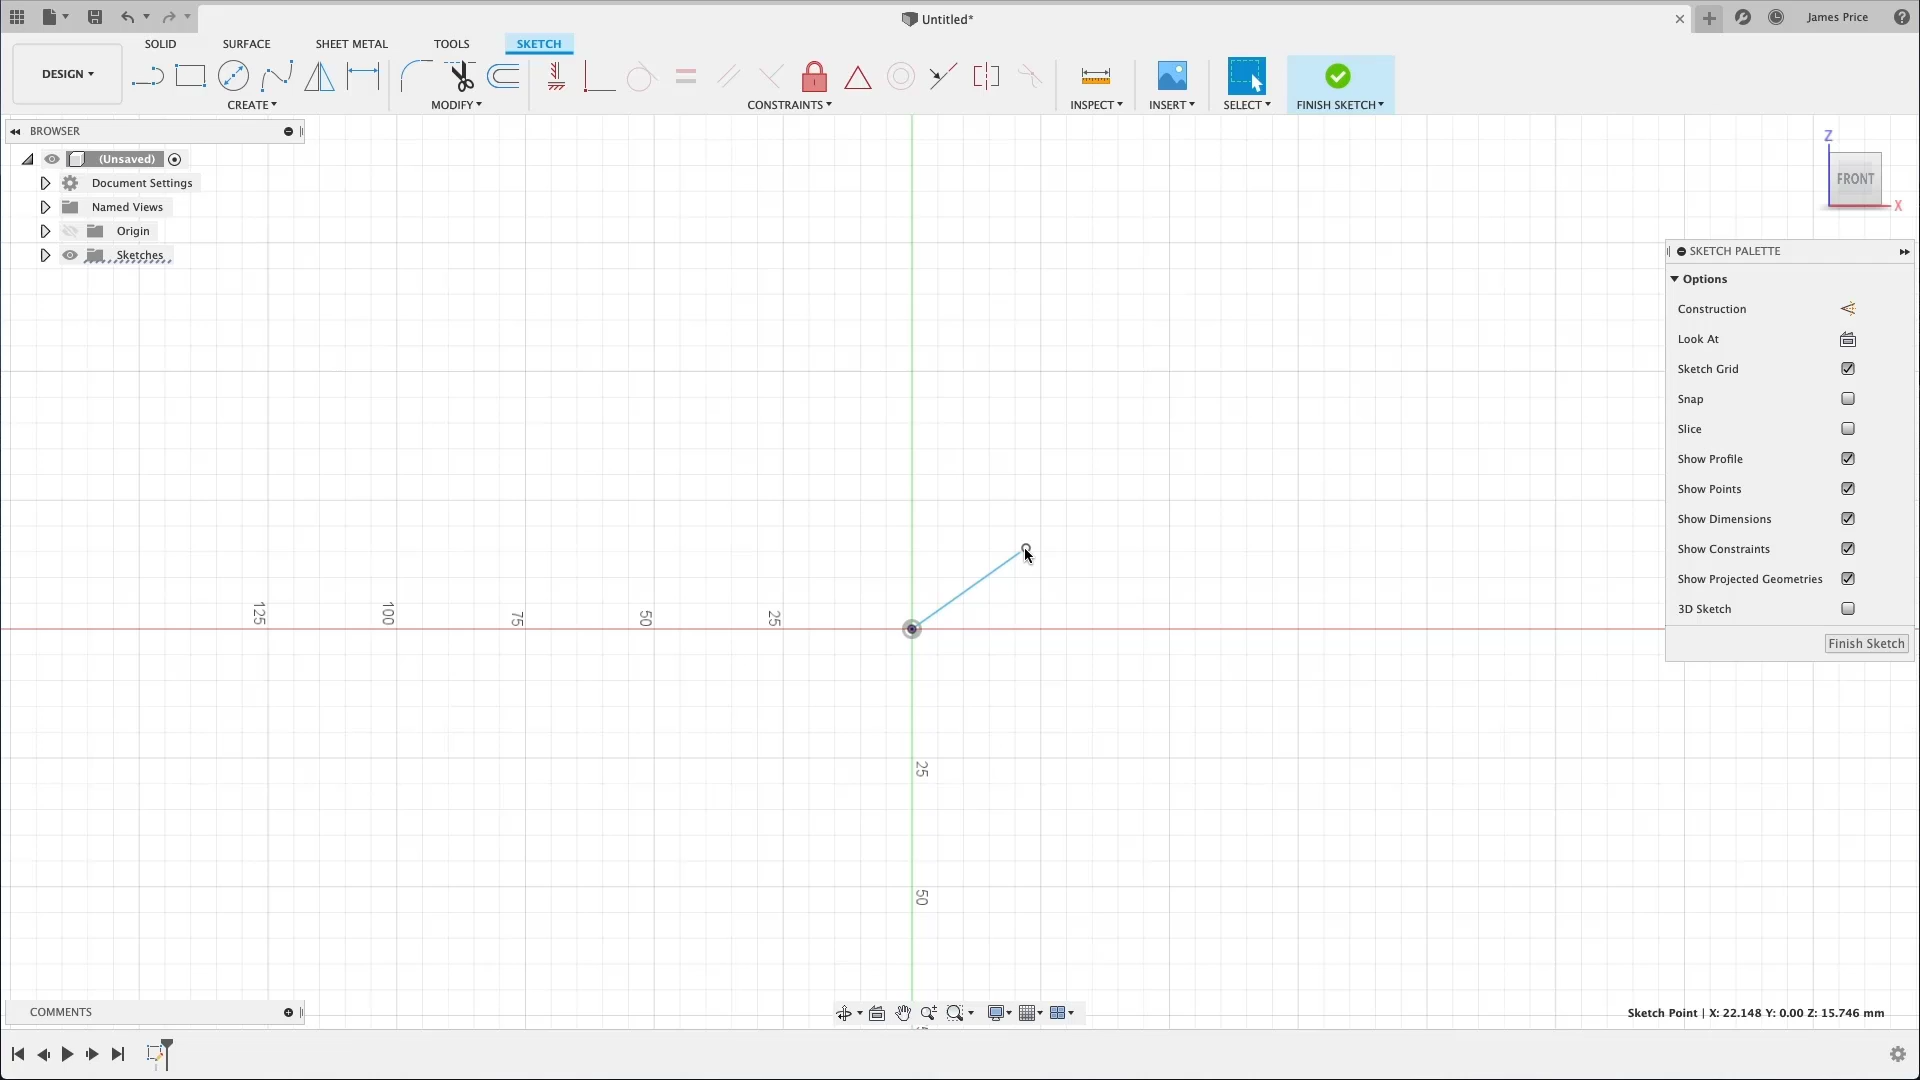 Untitled*
James Price
SOLID SURFACE SHEET METAL TOOLS SKETCH
DESIGN
CREATE MODIFY CONSTRAINTS INSPECT INSERT SELECT FINISH SKETCH
BROWSER
(Unsaved)
Document Settings
Named Views
Origin
Sketches
Z
FRONT
X
SKETCH PALETTE
Options
Construction
Look At
Sketch Grid
Snap
Slice
Show Profile
Show Points
Show Dimensions
Show Constraints
Show Projected Geometries
3D Sketch
Finish Sketch
125 100 75 50 25
25
50
COMMENTS
Sketch Point | X: 22.148 Y: 0.00 Z: 15.746 mm